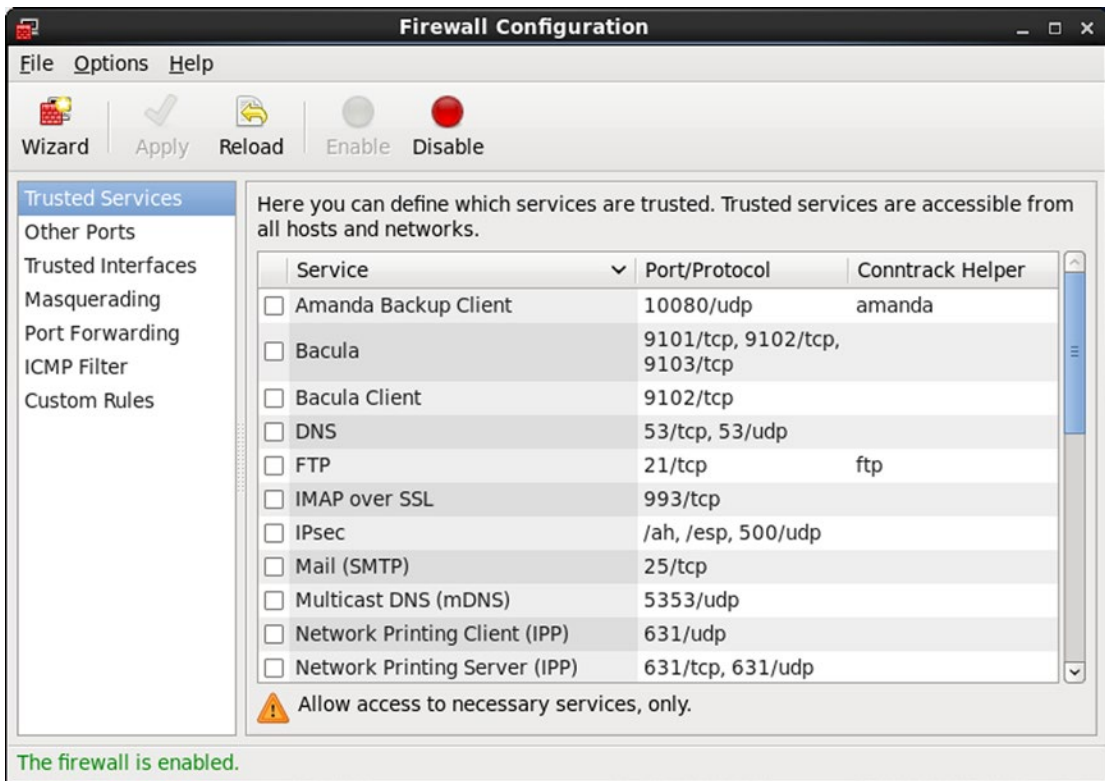 Firewall Configuration
File Options Help
Wizard Apply Reload Enable Disable
Trusted Services
Other Ports
Trusted Interfaces
Masquerading
Port Forwarding
ICMP Filter
Custom Rules
Here you can define which services are trusted. Trusted services are accessible from
all hosts and networks.
Service Port/Protocol Conntrack Helper
Amanda Backup Client 10080/udp amanda
Bacula 9101/tcp, 9102/tcp,
9103/tcp
Bacula Client 9102/tcp
DNS 53/tcp, 53/udp
FTP 21/tcp ftp
IMAP over SSL 993/tcp
IPsec /ah, /esp, 500/udp
Mail (SMTP) 25/tcp
Multicast DNS (mDNS) 5353/udp
Network Printing Client (IPP) 631/udp
Network Printing Server (IPP) 631/tcp, 631/udp
Allow access to necessary services, only.
The firewall is enabled.